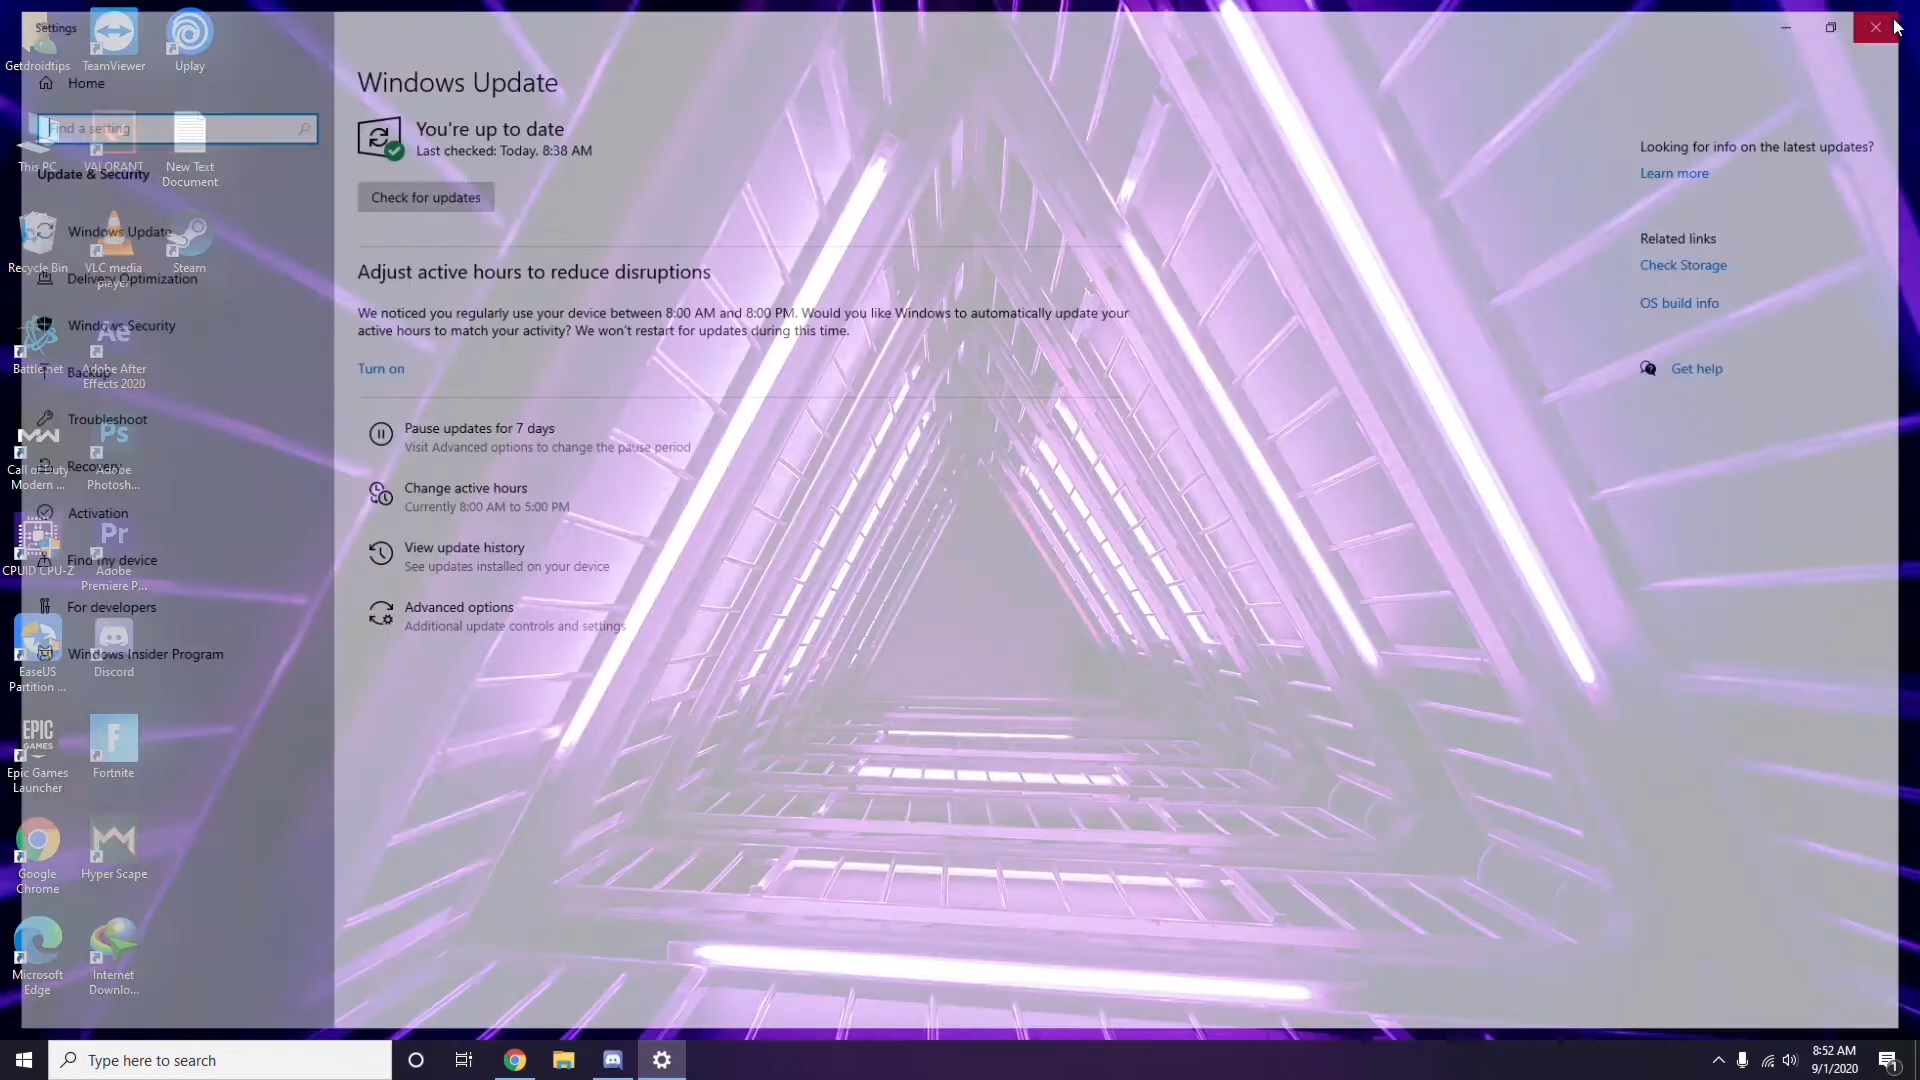 Settings
Home
Find a setting
Update & Security
Windows Update
Delivery Optimization
Windows Security
Backup
Troubleshoot
Recovery
Activation
Find my device
For developers
Windows Insider Program
Windows Update
You're up to date
Last checked: Today, 8:38 AM
Check for updates
Adjust active hours to reduce disruptions
We noticed you regularly use your device between 8:00 AM and 8:00 PM. Would you like Windows to automatically update your
active hours to match your activity? We won't restart for updates during this time.
Turn on
Pause updates for 7 days
Visit Advanced options to change the pause period
Change active hours
Currently 8:00 AM to 5:00 PM
View update history
See updates installed on your device
Advanced options
Additional update controls and settings
Looking for info on the latest updates?
Learn more
Related links
Check Storage
OS build info
Get help
Getdroidtips
TeamViewer
Uplay
This PC
VALORANT
New Text
Document
Recycle Bin
VLC media
player
Steam
Battle.net
Ae
Adobe After
Effects 2020
MW
Call of Duty
Modern ...
Ps
Adobe
Photosh...
CPUID CPU-Z
Pr
Adobe
Premiere P...
EaseUS
Partition ...
Discord
EPIC
GAMES
Epic Games
Launcher
F
Fortnite
Google
Chrome
Hyper Scape
Microsoft
Edge
Internet
Downlo...
Type here to search
8:52 AM
9/1/2020
1